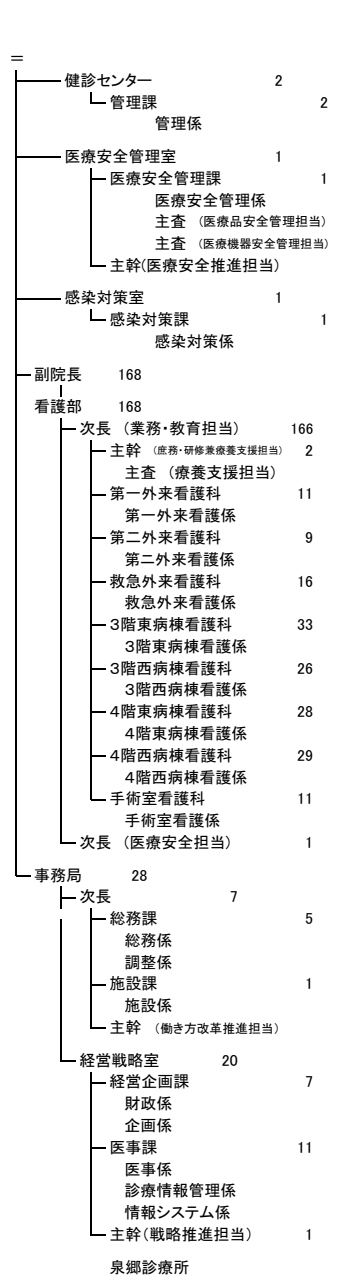 =
健診センター 2
管理課 2
管理係
医療安全管理室 1
医療安全管理課 1
医療安全管理係
主査 (医療品安全管理担当)
主査 (医療機器安全管理担当)
主幹(医療安全推進担当)
感染対策室 1
感染対策課 1
感染対策係
副院長 168
看護部 168
次長 (業務・教育担当) 166
主幹 (庶務・研修兼療養支援担当) 2
主査 (療養支援担当)
第一外来看護科 11
第一外来看護係
第二外来看護科 9
第二外来看護係
救急外来看護科 16
救急外来看護係
3階東病棟看護科 33
3階東病棟看護係
3階西病棟看護科 26
3階西病棟看護係
4階東病棟看護科 28
4階東病棟看護係
4階西病棟看護科 29
4階西病棟看護係
手術室看護科 11
手術室看護係
次長 (医療安全担当) 1
事務局 28
次長 7
総務課 5
総務係
調整係
施設課 1
施設係
主幹 (働き方改革推進担当)
経営戦略室 20
経営企画課 7
財政係
企画係
医事課 11
医事係
診療情報管理係
情報システム係
主幹(戦略推進担当) 1
泉郷診療所